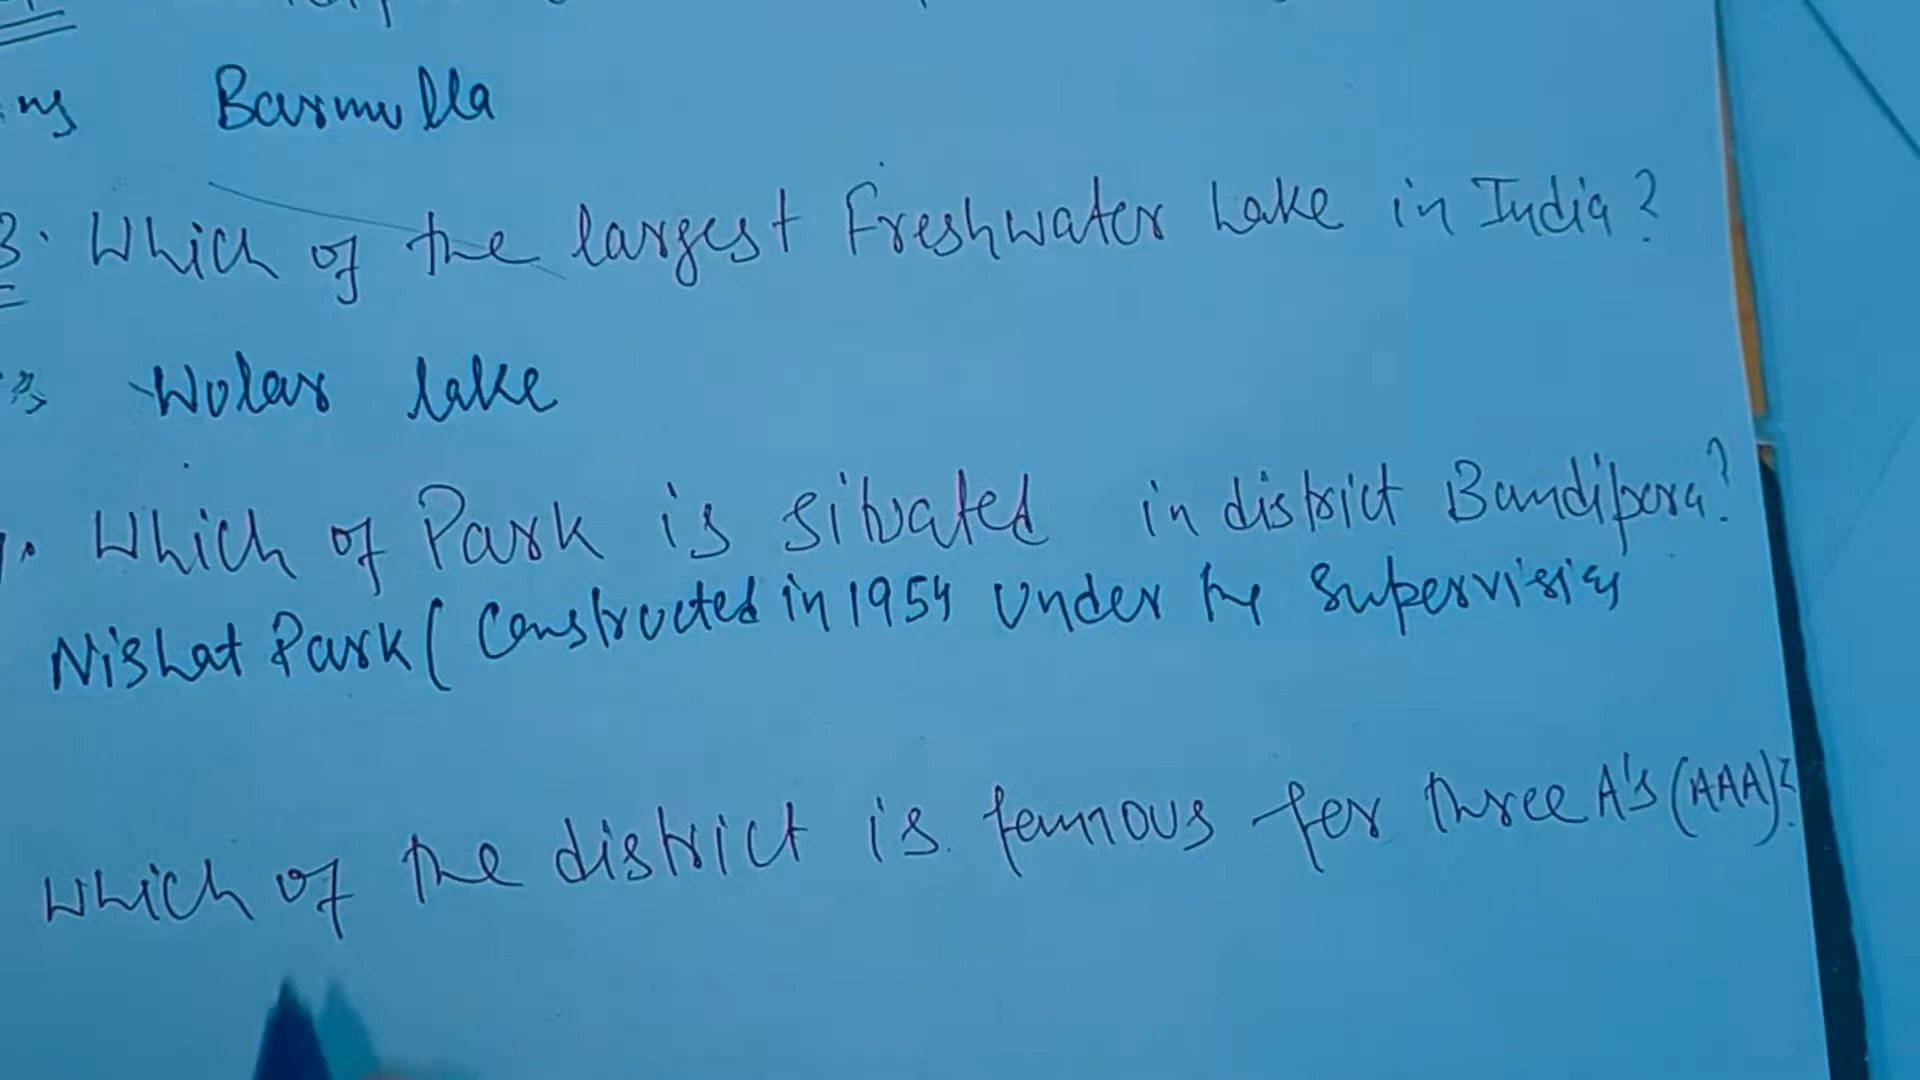 Barmulla
3. Which of the largest Freshwater Lake in India?
Wular lake
Which of Park is situated in district Bandipora?
Nishat Park ( Constructed in 1954 Under the
Which of the district is famous for three A's (AAA)?